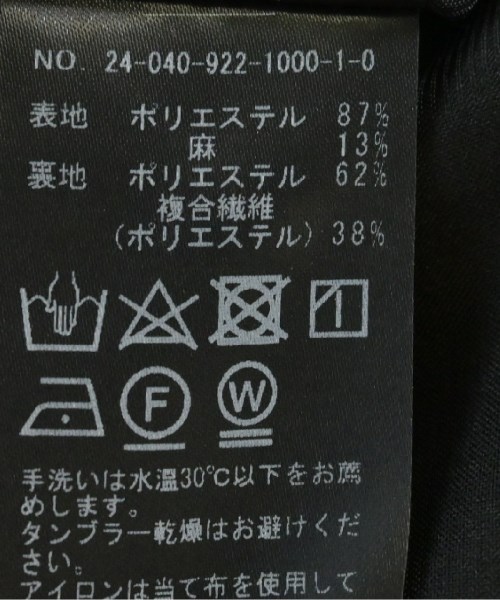 NO. 24-040-922-1000-1-0
表地 ポリエステル 87%
麻 13%
裏地 ポリエステル 62%
複合繊維
(ポリエステル) 38%
F W
手洗いは水温30℃以下をお薦
めします。
タンブラー乾燥はお避けくだ
さい。
アイロンは当て布を使用して